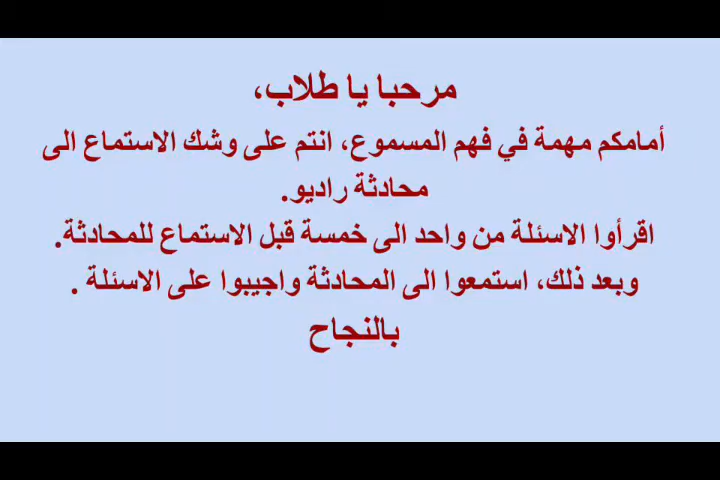 مرحبا يا طلاب،
أمامكم مهمة في فهم المسموع، انتم على وشك الاستماع الى
محادثة راديو.
اقرأوا الاسئلة من واحد الى خمسة قبل الاستماع للمحادثة.
وبعد ذلك، استمعوا الى المحادثة واجيبوا على الاسئلة .
بالنجاح